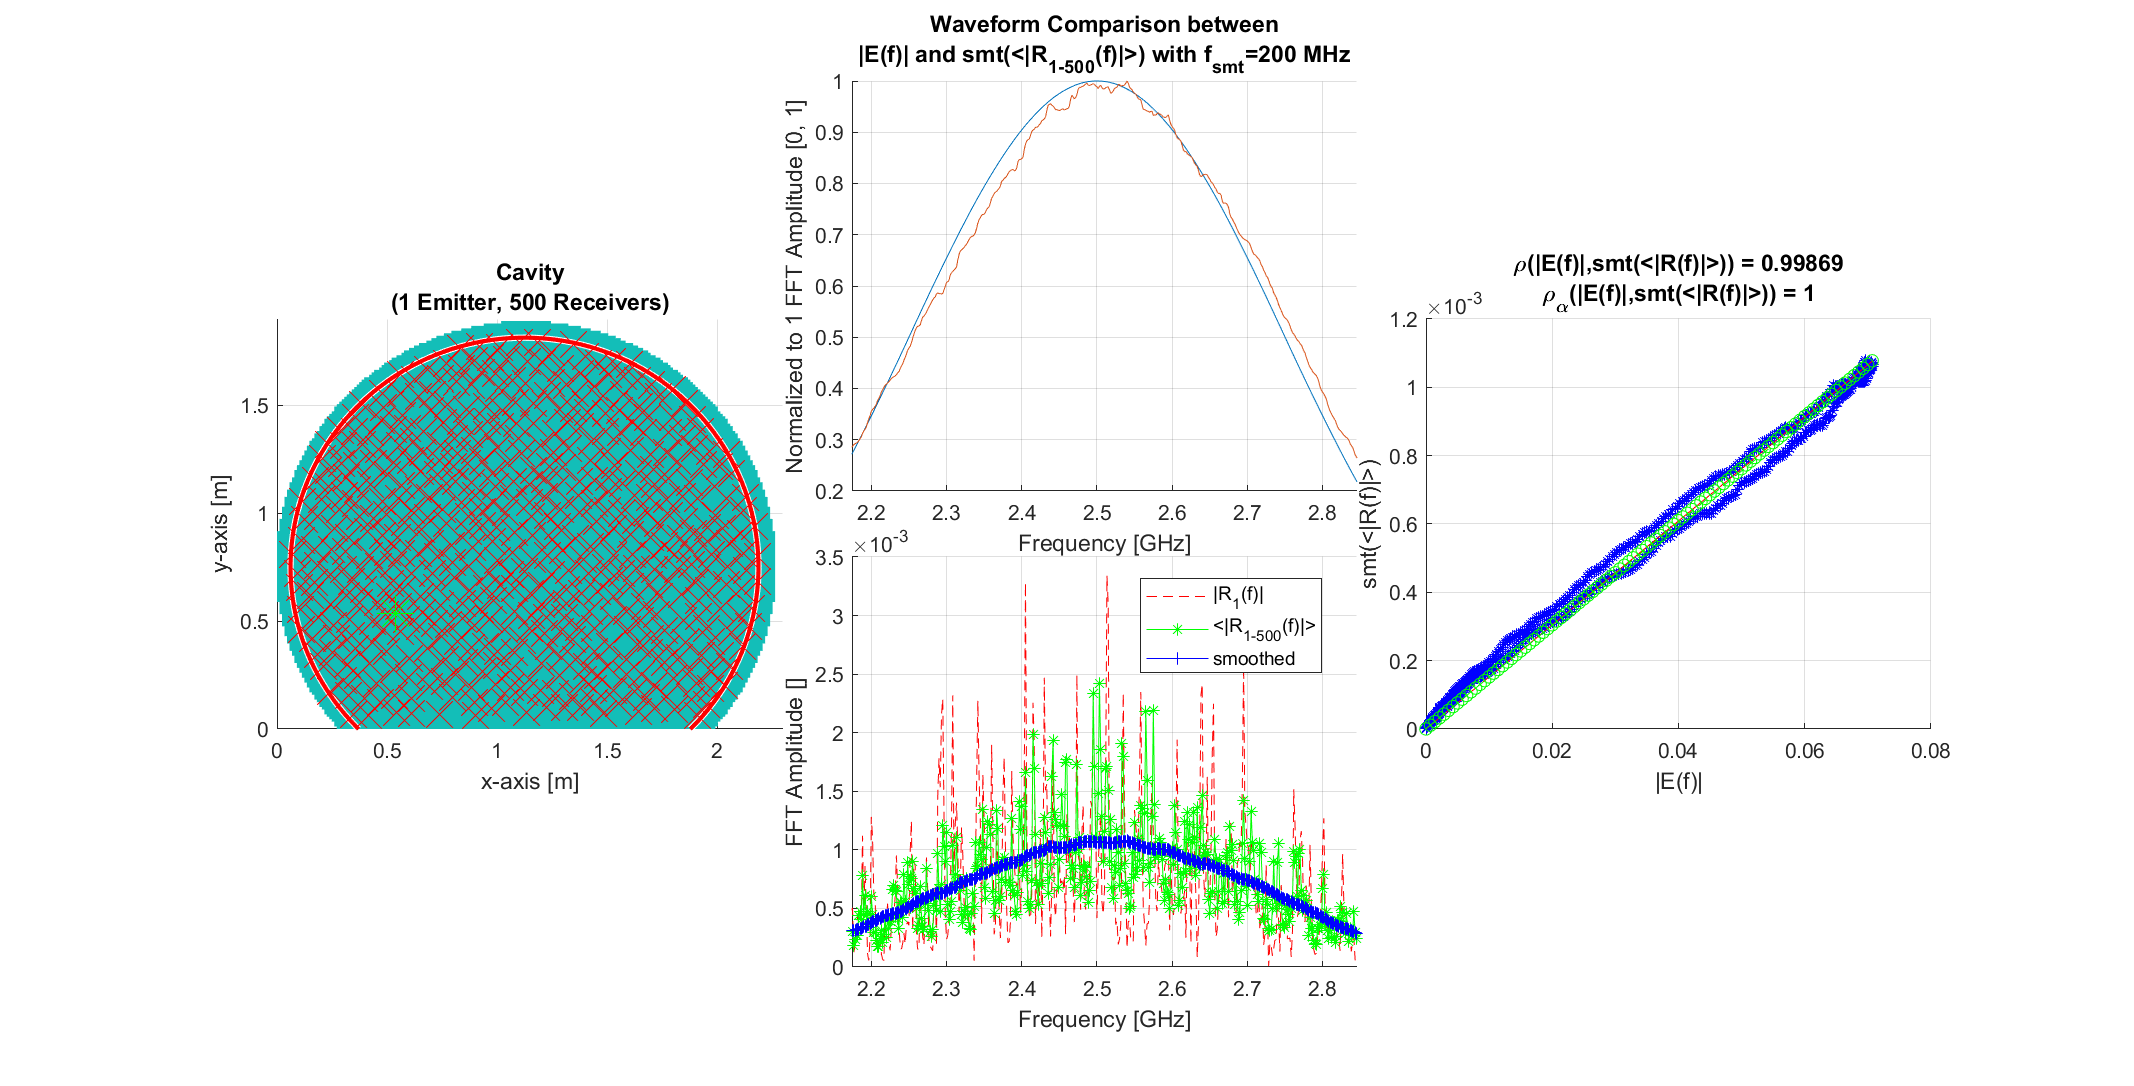 Cavity
(1 Emitter, 500 Receivers)
y-axis [m]
1.5
1
0.5
0
0 0.5 1 1.5 2
x-axis [m]
Waveform Comparison between
|E(f)| and smt(<|R1-500(f)|>) with fsmt=200 MHz
Normalized to 1 FFT Amplitude [0, 1]
1
0.9
0.8
0.7
0.6
0.5
0.4
0.3
0.2
2.2 2.3 2.4 2.5 2.6 2.7 2.8
Frequency [GHz]
×10-3
FFT Amplitude []
3.5
3
2.5
2
1.5
1
0.5
0
|R1(f)|
<|R1-500(f)|>
smoothed
2.2 2.3 2.4 2.5 2.6 2.7 2.8
Frequency [GHz]
ρ(|E(f)|,smt(<|R(f)|>)) = 0.99869
ρα(|E(f)|,smt(<|R(f)|>)) = 1
×10-3
smt(<|R(f)|>)
1.2
1
0.8
0.6
0.4
0.2
0
0 0.02 0.04 0.06 0.08
|E(f)|